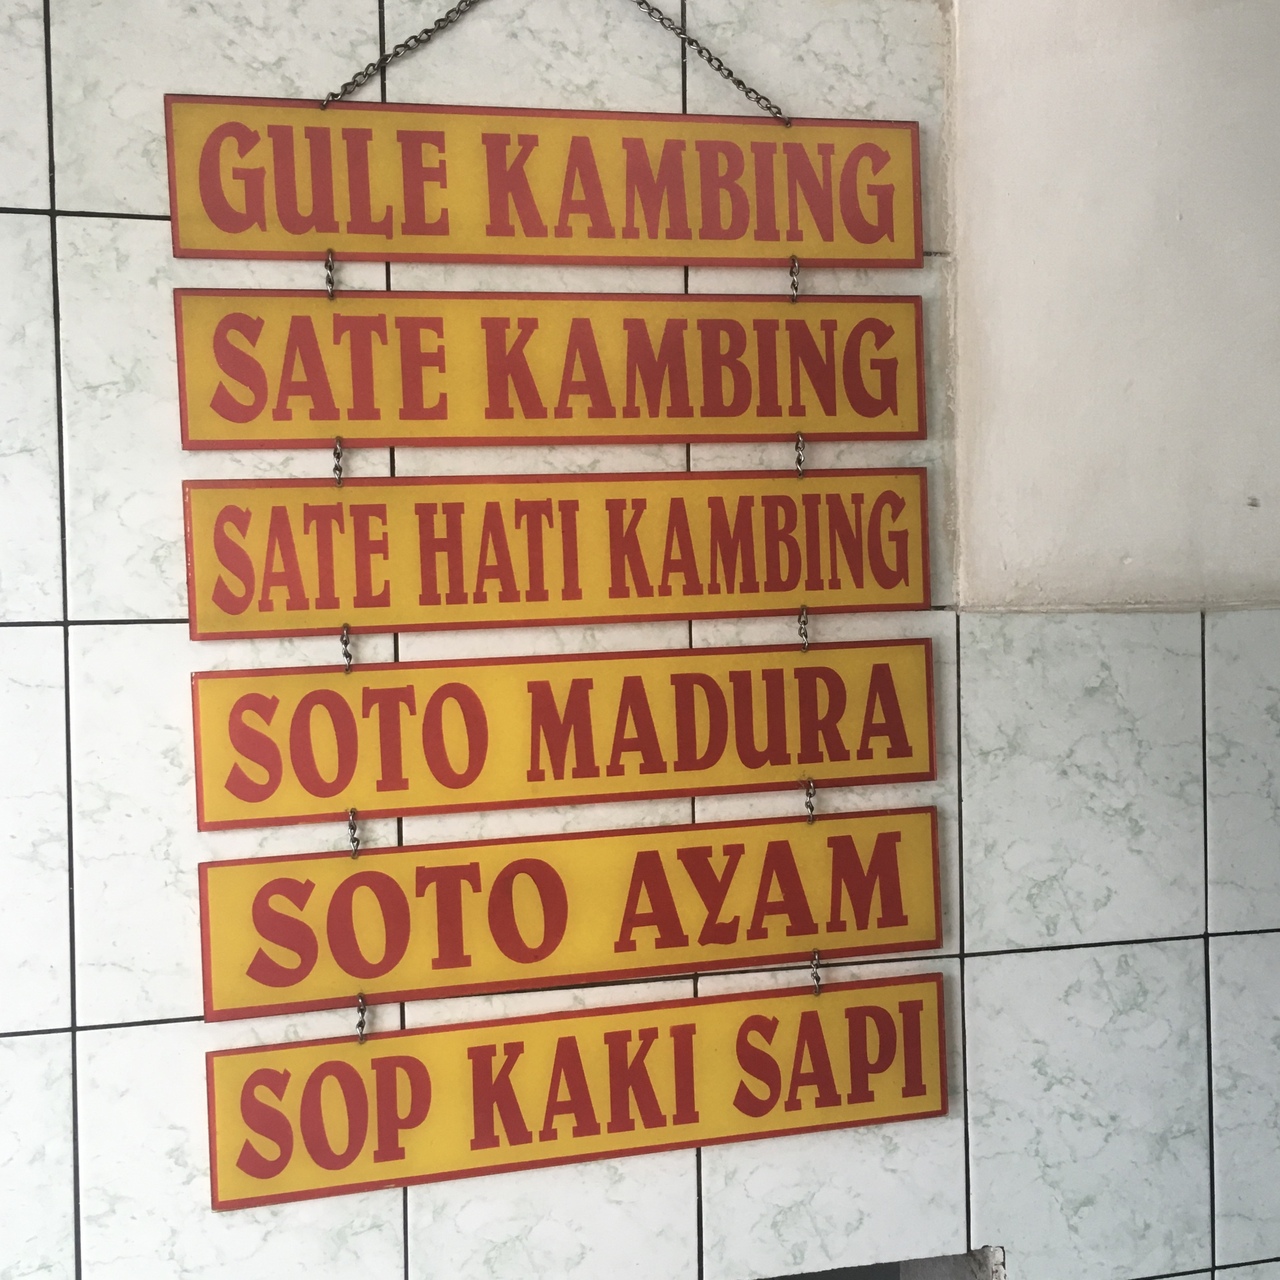 GULE KAMBING
SATE KAMBING
SATE HATI KAMBING
SOTO MADURA
SOTO AYAM
SOP KAKI SAPI